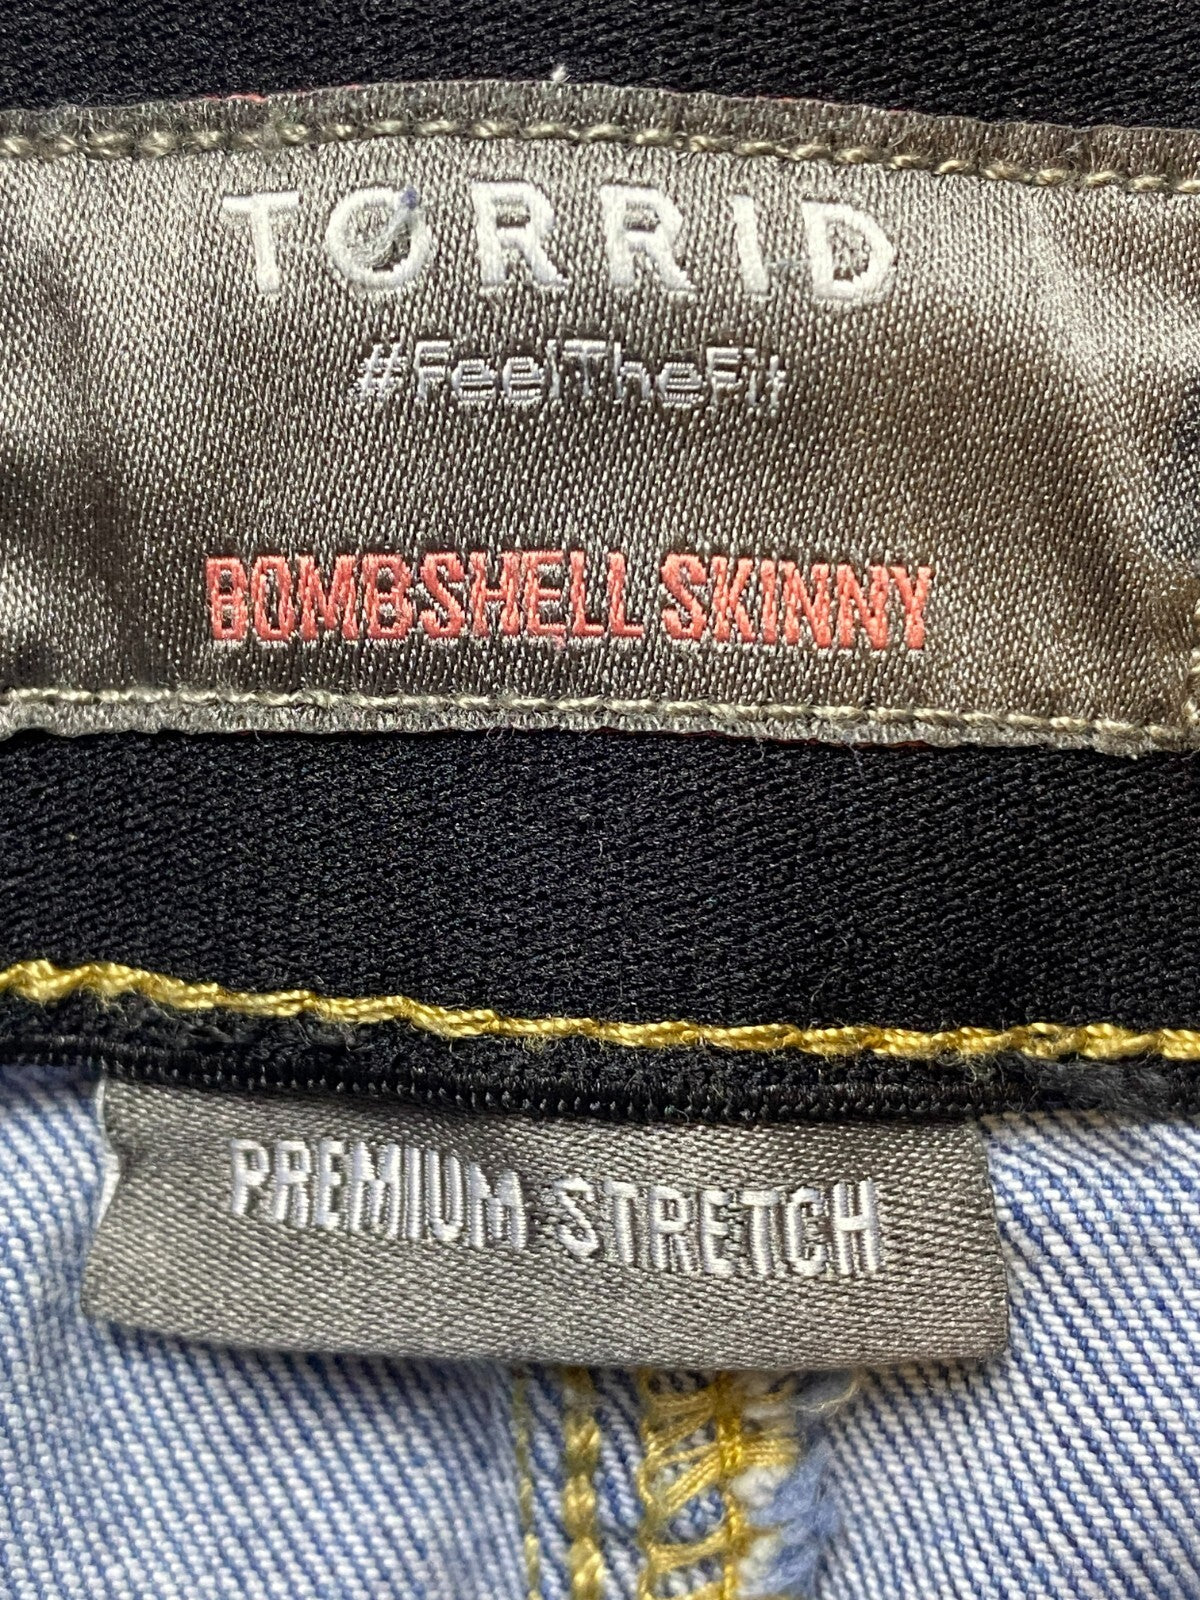 TORRID
#FeelTheFit
BOMBSHELL SKINNY
PREMIUM STRETCH